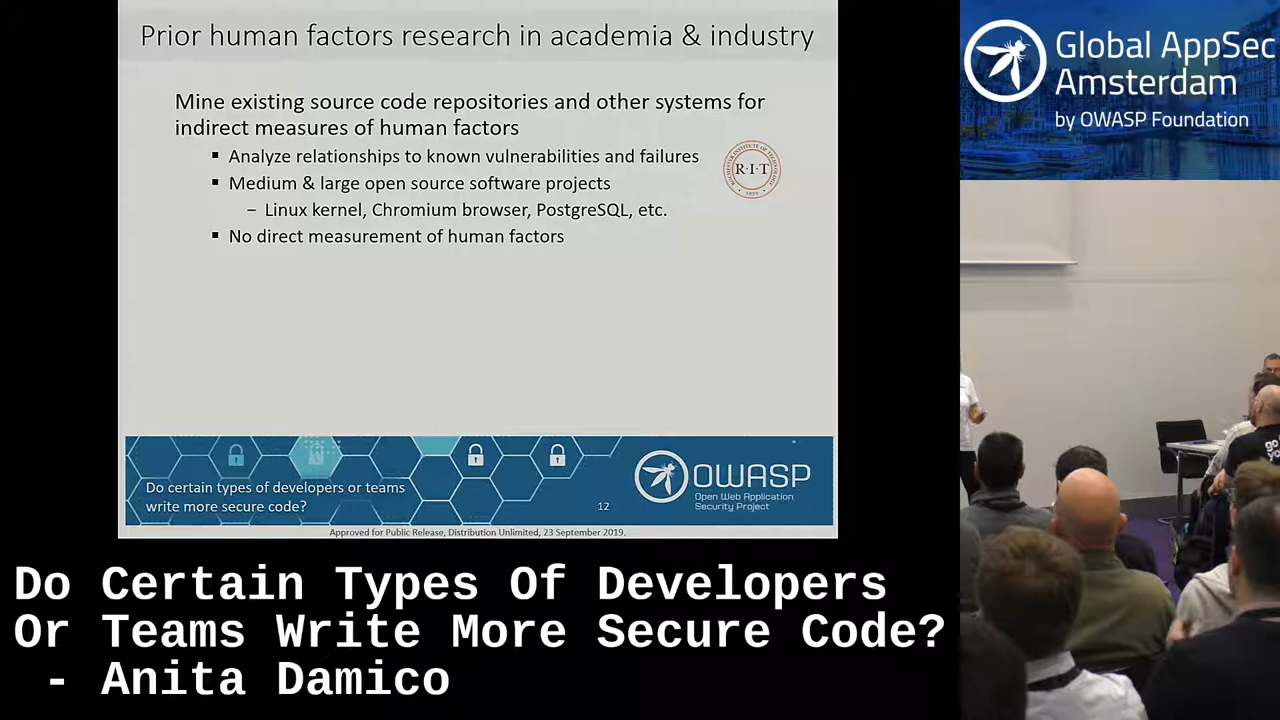 Prior human factors research in academia & industry
Mine existing source code repositories and other systems for
indirect measures of human factors
▪ Analyze relationships to known vulnerabilities and failures
▪ Medium & large open source software projects
– Linux kernel, Chromium browser, PostgreSQL, etc.
▪ No direct measurement of human factors
R·I·T
Do certain types of developers or teams
write more secure code?
12
OWASP
Open Web Application
Security Project
Approved for Public Release, Distribution Unlimited, 23 September 2019.
Global AppSec
Amsterdam
by OWASP Foundation
Do Certain Types Of Developers
Or Teams Write More Secure Code?
- Anita Damico